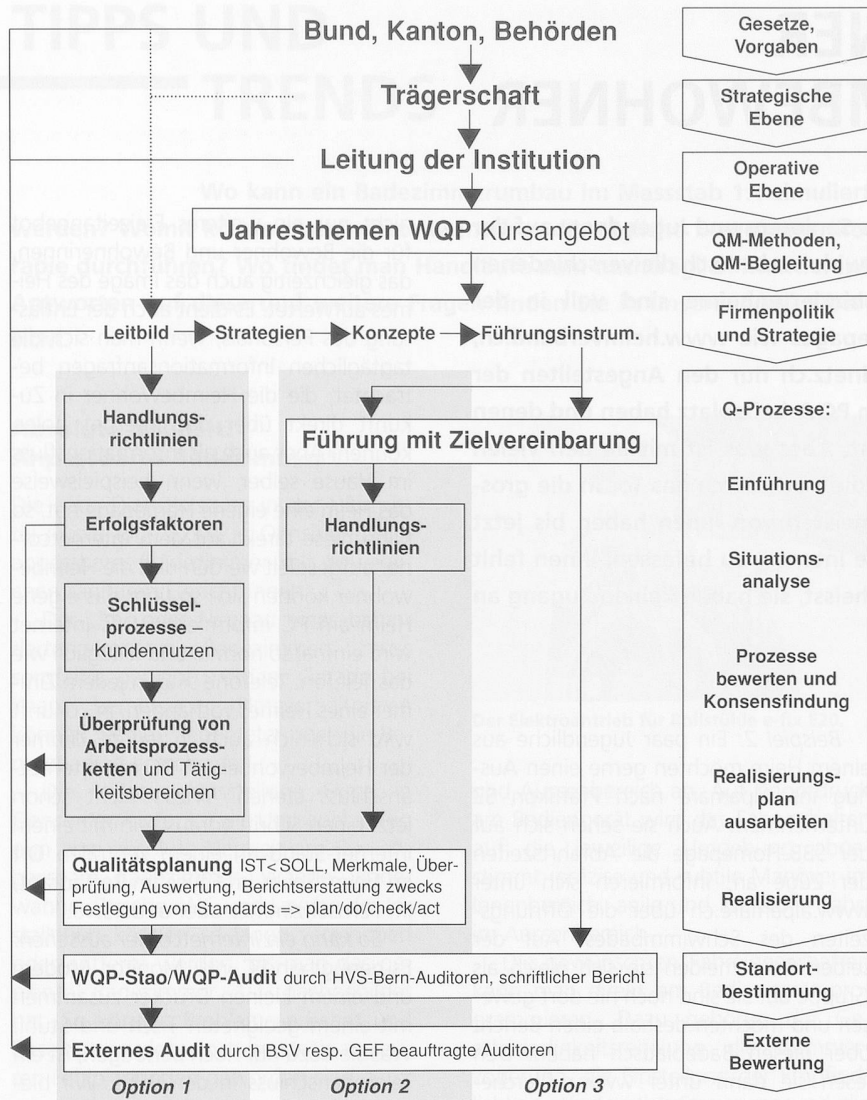 Bund, Kanton, Behörden
Trägerschaft
Leitung der Institution
Jahresthemen WQP Kursangebot
Leitbild Strategien Konzepte Führungsinstrum.
Handlungs-
richtlinien
Führung mit Zielvereinbarung
Erfolgsfaktoren
Handlungs-
richtlinien
Schlüssel-
prozesse –
Kundennutzen
Überprüfung von
Arbeitsprozess-
ketten und Tätig-
keitsbereichen
Qualitätsplanung IST<>SOLL, Massnahmen, Über-
prüfung, Auswertung, Berichtserstattung zwecks
Festlegung von Standards => plan/do/check/act
WQP-Stao/WQP-Audit durch HVS-Bern-Auditoren, schriftlicher Bericht
Externes Audit durch BSV resp. GEF beauftragte Auditoren
Option 1 Option 2 Option 3
Gesetze,
Vorgaben
Strategische
Ebene
Operative
Ebene
QM-Methoden,
QM-Begleitung
Firmenpolitik
und Strategie
Q-Prozesse:
Einführung
Situations-
analyse
Prozesse
bewerten und
Konsensfindung
Realisierungs-
plan
ausarbeiten
Realisierung
Standort-
bestimmung
Externe
Bewertung